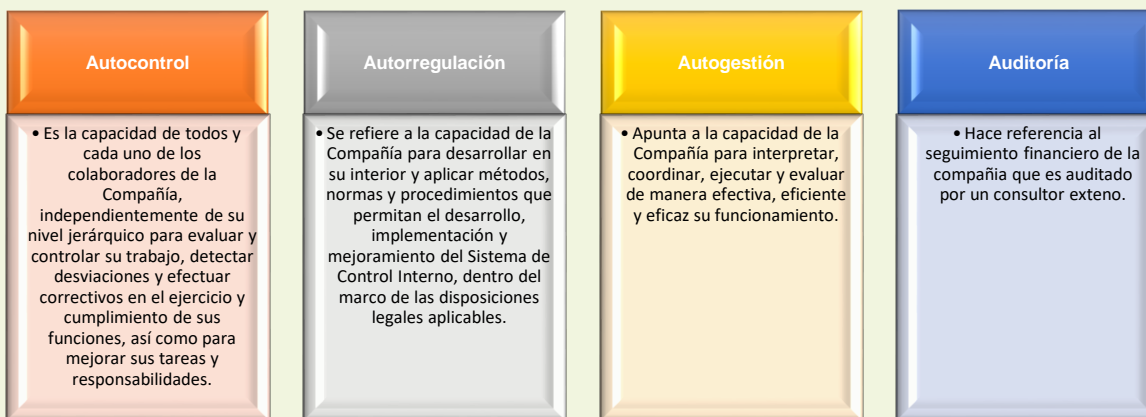 Autocontrol
• Es la capacidad de todos y
cada uno de los
colaboradores de la
Compañía,
independientemente de su
nivel jerárquico para evaluar y
controlar su trabajo, detectar
desviaciones y efectuar
correctivos en el ejercicio y
cumplimiento de sus
funciones, así como para
mejorar sus tareas y
responsabilidades.
Autorregulación
• Se refiere a la capacidad de la
Compañía para desarrollar en
su interior y aplicar métodos,
normas y procedimientos que
permitan el desarrollo,
implementación y
mejoramiento del Sistema de
Control Interno, dentro del
marco de las disposiciones
legales aplicables.
Autogestión
• Apunta a la capacidad de la
Compañía para interpretar,
coordinar, ejecutar y evaluar
de manera efectiva, eficiente
y eficaz su funcionamiento.
Auditoría
• Hace referencia al
seguimiento financiero de la
compañia que es auditado
por un consultor exteno.